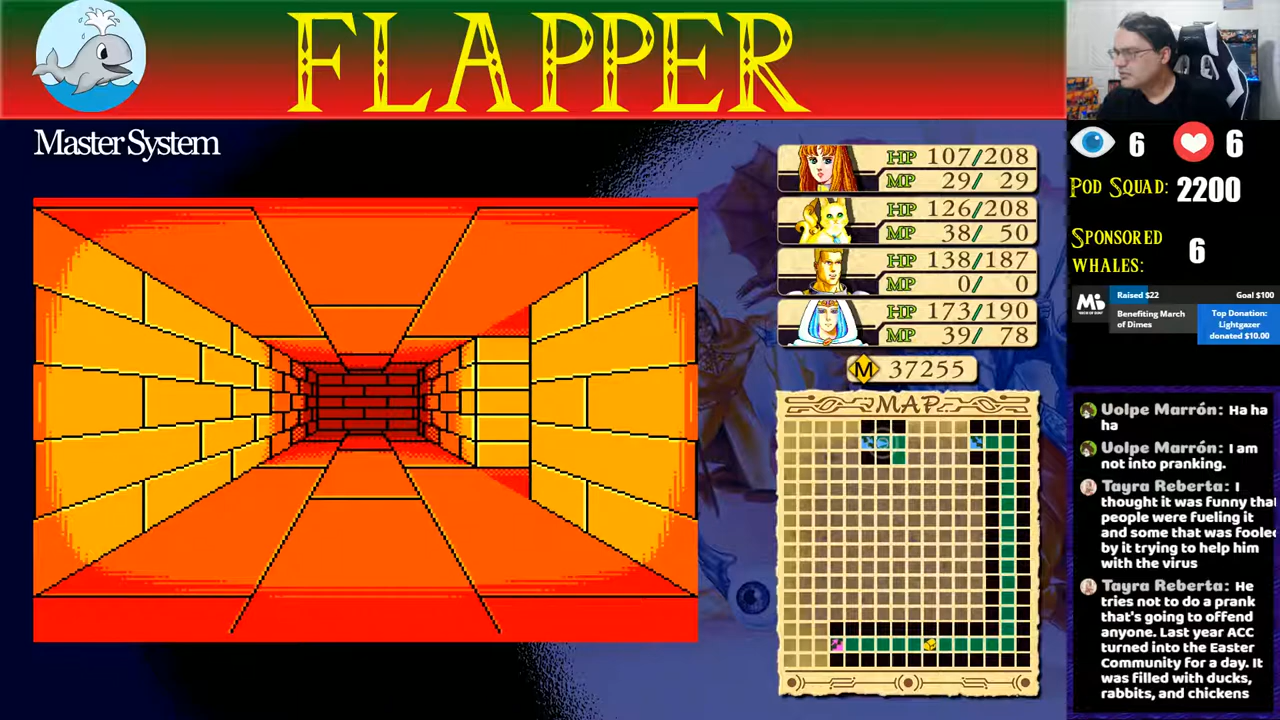 FLAPPER
Master System
HP 107/208
MP 29/ 29
HP 126/208
MP 38/ 50
HP 138/187
MP 0/ 0
HP 173/190
MP 39/ 78
M 37255
MAP
6 6
Pod Squad: 2200
Sponsored
Whales: 6
Raised $22 Goal $100
Benefiting March
of Dimes
Top Donation:
Lightgazer
donated $10.00
Uolpe Marrón: Ha ha
ha
Uolpe Marrón: I am
not into pranking.
Tayra Reberta: I
thought it was funny that
people were fueling it
and some that was fooled
by it trying to help him
with the virus
Tayra Reberta: He
tries not to do a prank
that's going to offend
anyone. Last year ACC
turned into the Easter
Community for a day. It
was filled with ducks,
rabbits, and chickens